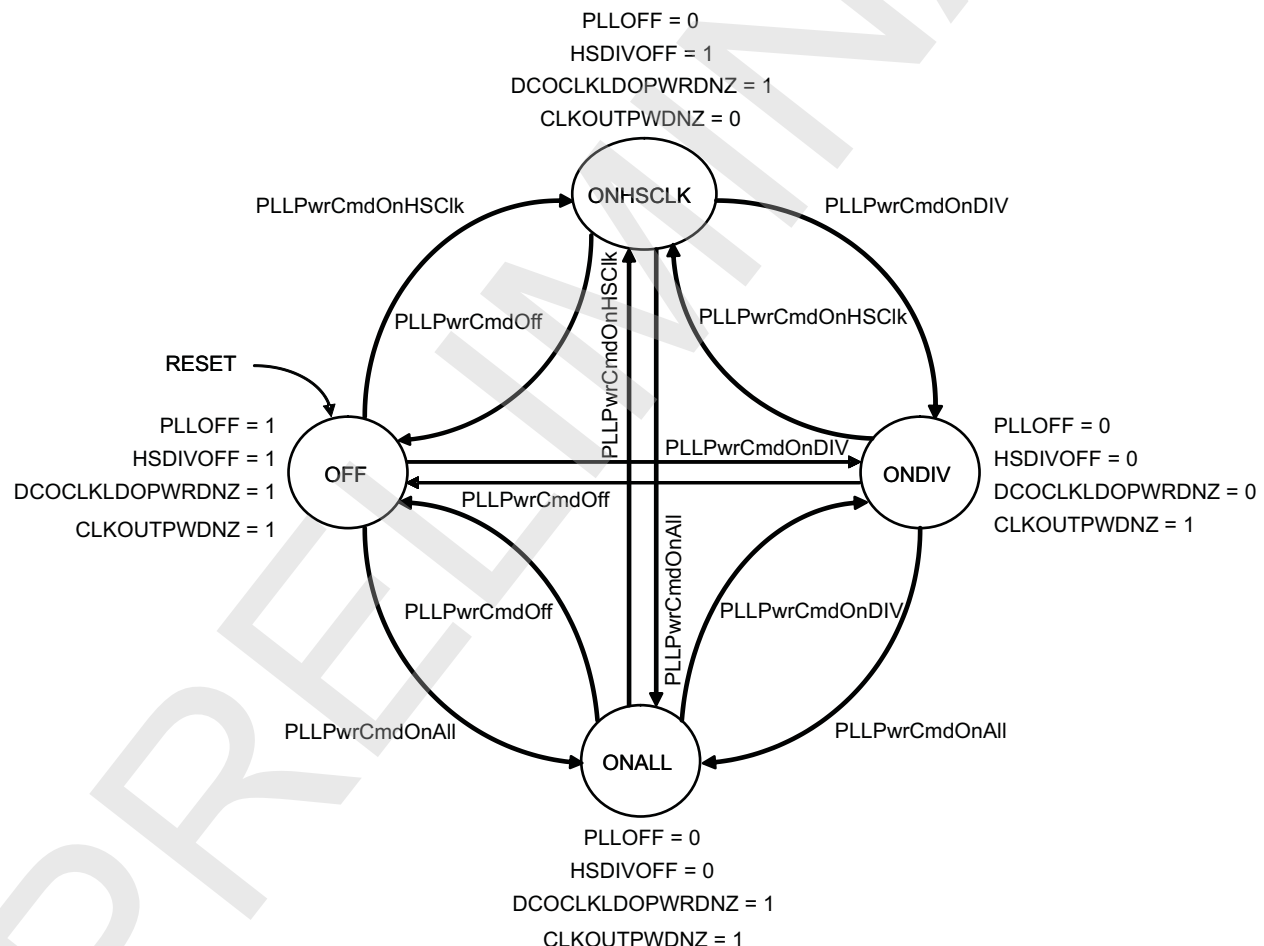 PLLOFF = 0
HSDIVOFF = 1
DCOCLKLDOPWRDNZ = 1
CLKOUTPWDNZ = 0
ONHSCLK
PLLPwrCmdOnHSClk
PLLPwrCmdOnDIV
PLLPwrCmdOff
PLLPwrCmdOnHSClk
PLLPwrCmdOnHSClk
RESET
PLLOFF = 1
HSDIVOFF = 1
DCOCLKLDOPWRDNZ = 1
CLKOUTPWDNZ = 1
OFF
PLLPwrCmdOnDIV
PLLPwrCmdOff
ONDIV
PLLOFF = 0
HSDIVOFF = 0
DCOCLKLDOPWRDNZ = 0
CLKOUTPWDNZ = 1
PLLPwrCmdOff
PLLPwrCmdOnAll
PLLPwrCmdOnDIV
PLLPwrCmdOnAll
PLLPwrCmdOnAll
ONALL
PLLOFF = 0
HSDIVOFF = 0
DCOCLKLDOPWRDNZ = 1
CLKOUTPWDNZ = 1
PRELIMINA